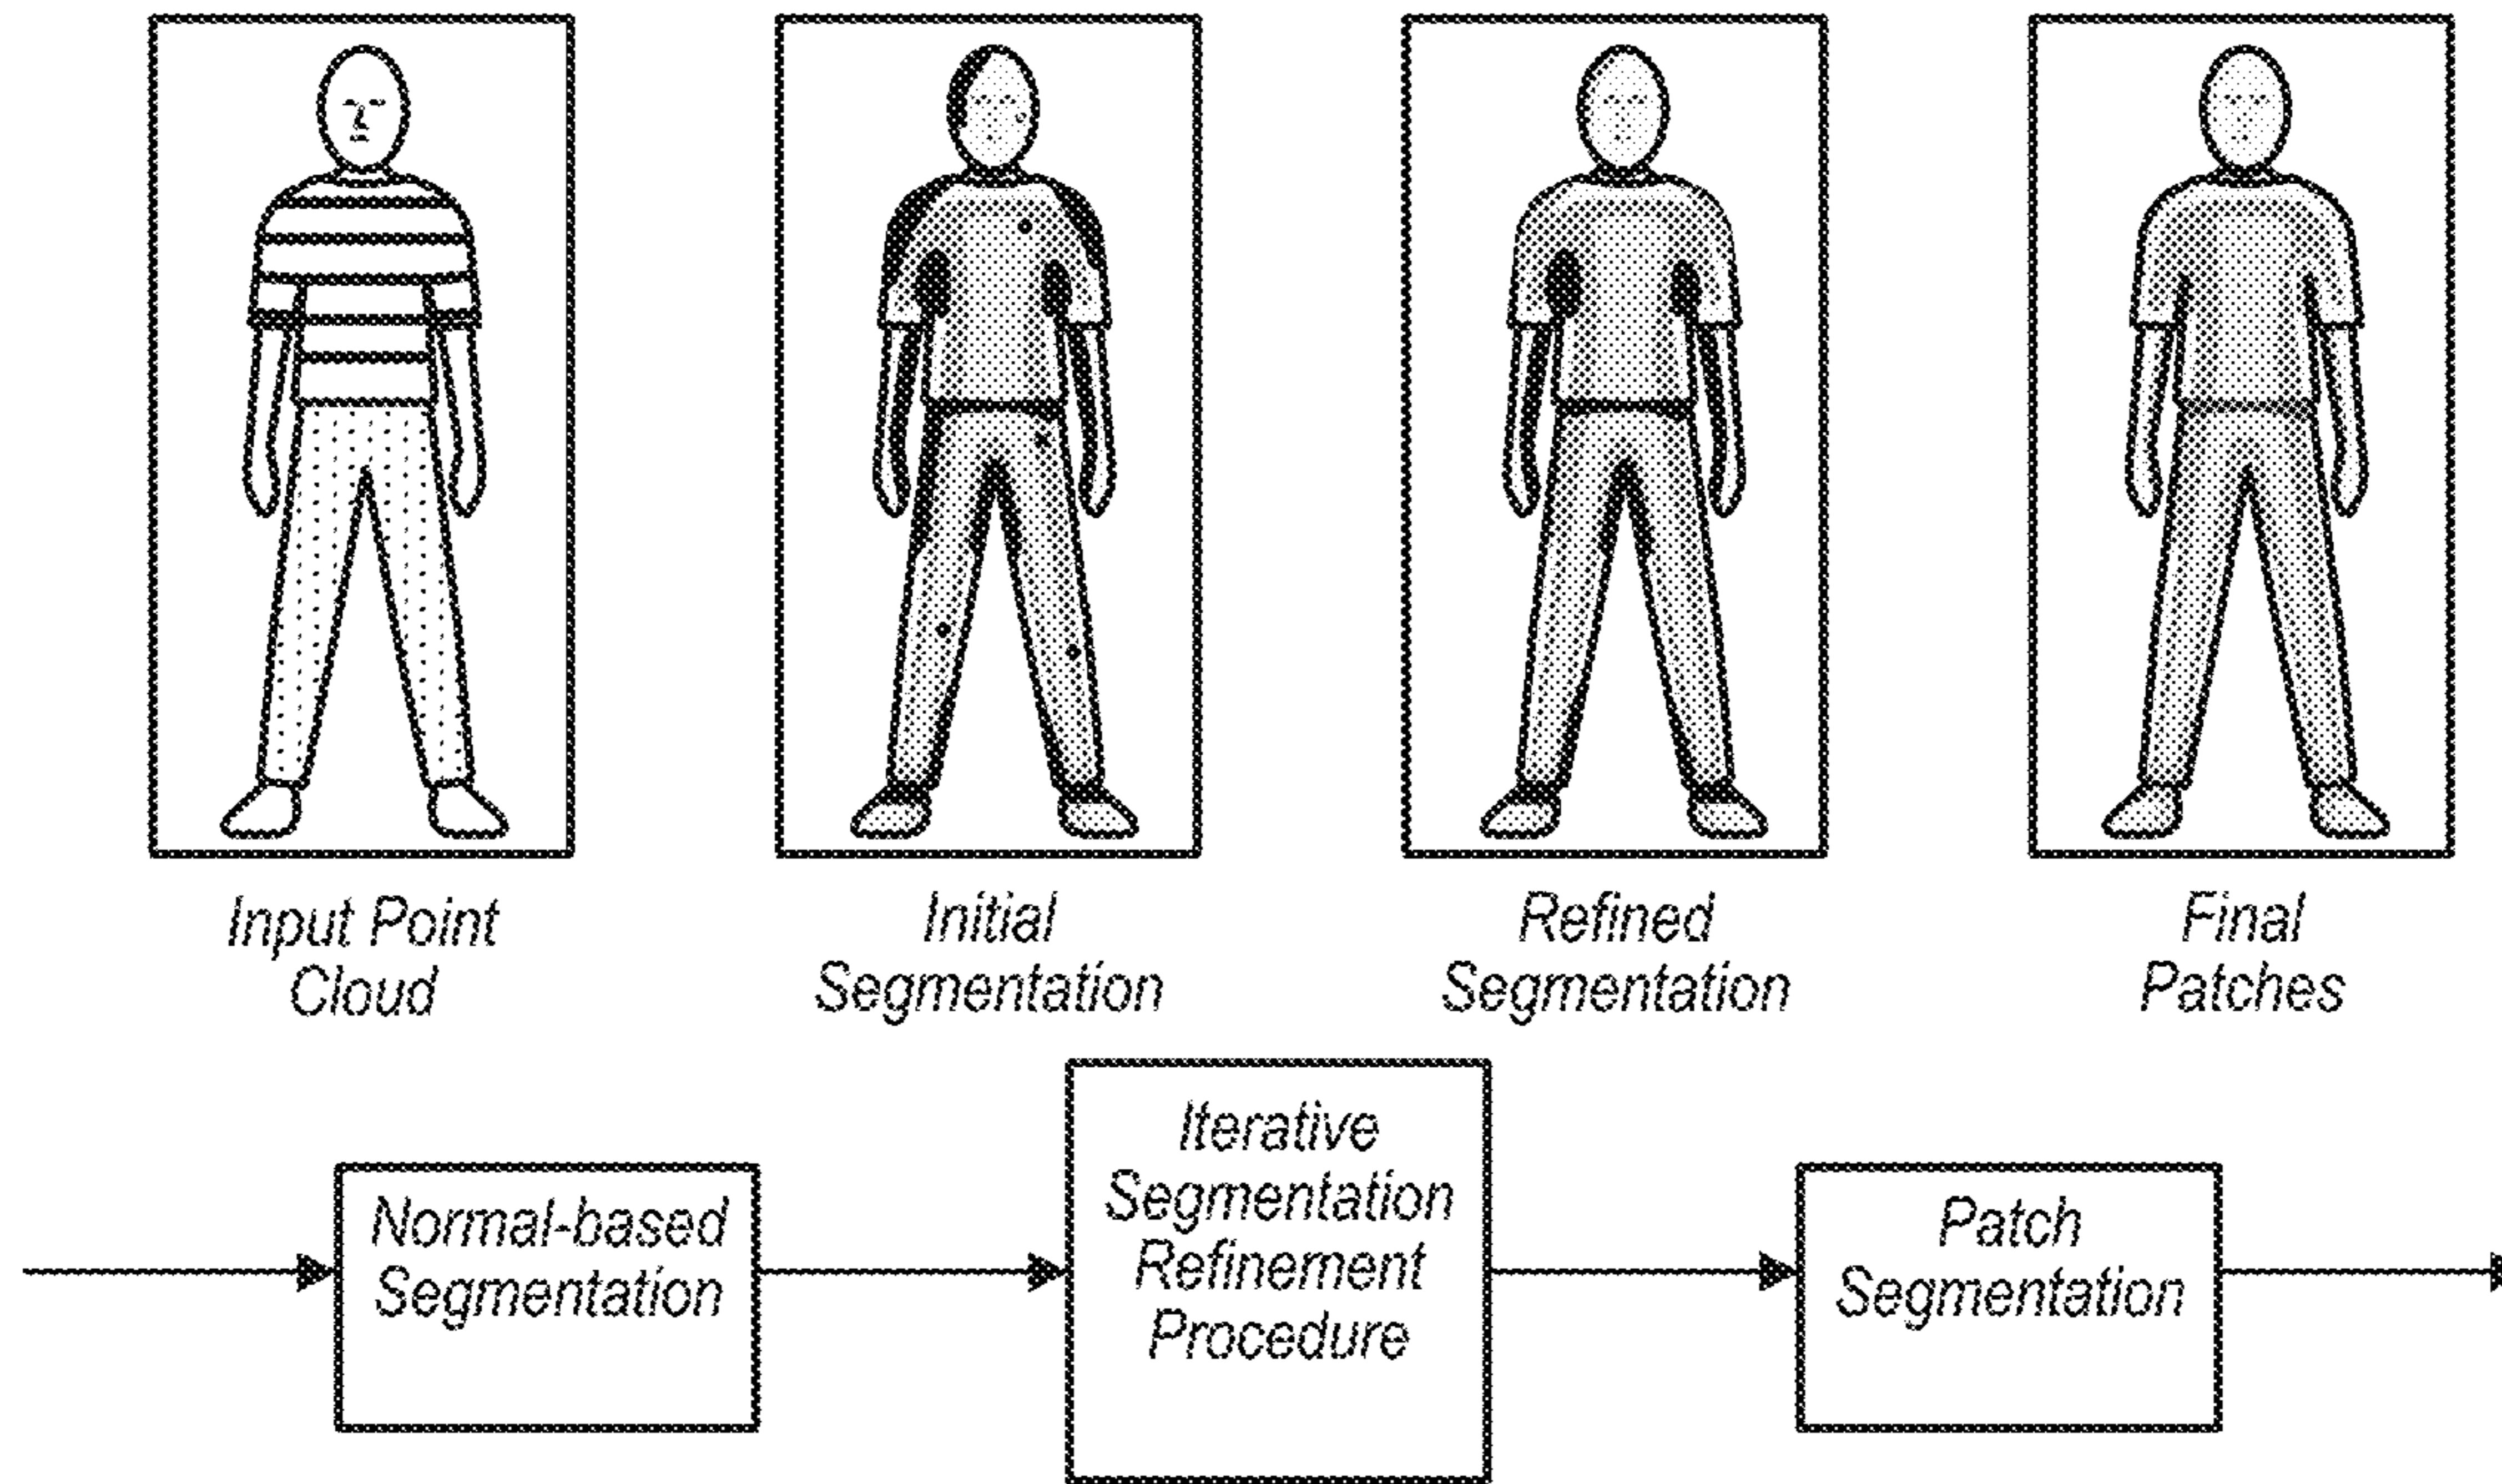 Input Point
Cloud
Initial
Segmentation
Refined
Segmentation
Final
Patches
Normal-based
Segmentation
Iterative
Segmentation
Refinement
Procedure
Patch
Segmentation